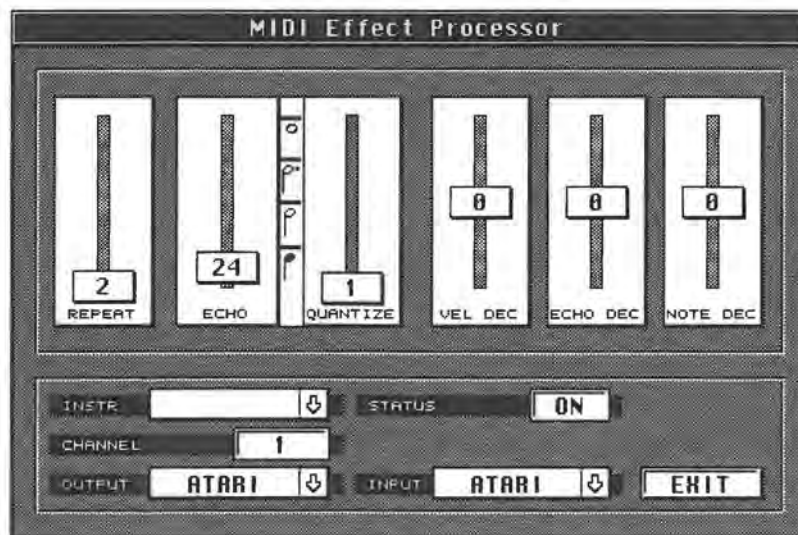 MIDI Effect Processor
2 24 1 0 0 0
REPEAT ECHO QUANTIZE VEL DEC ECHO DEC NOTE DEC
INSTR STATUS ON
CHANNEL 1
OUTPUT ATARI INPUT ATARI EXIT